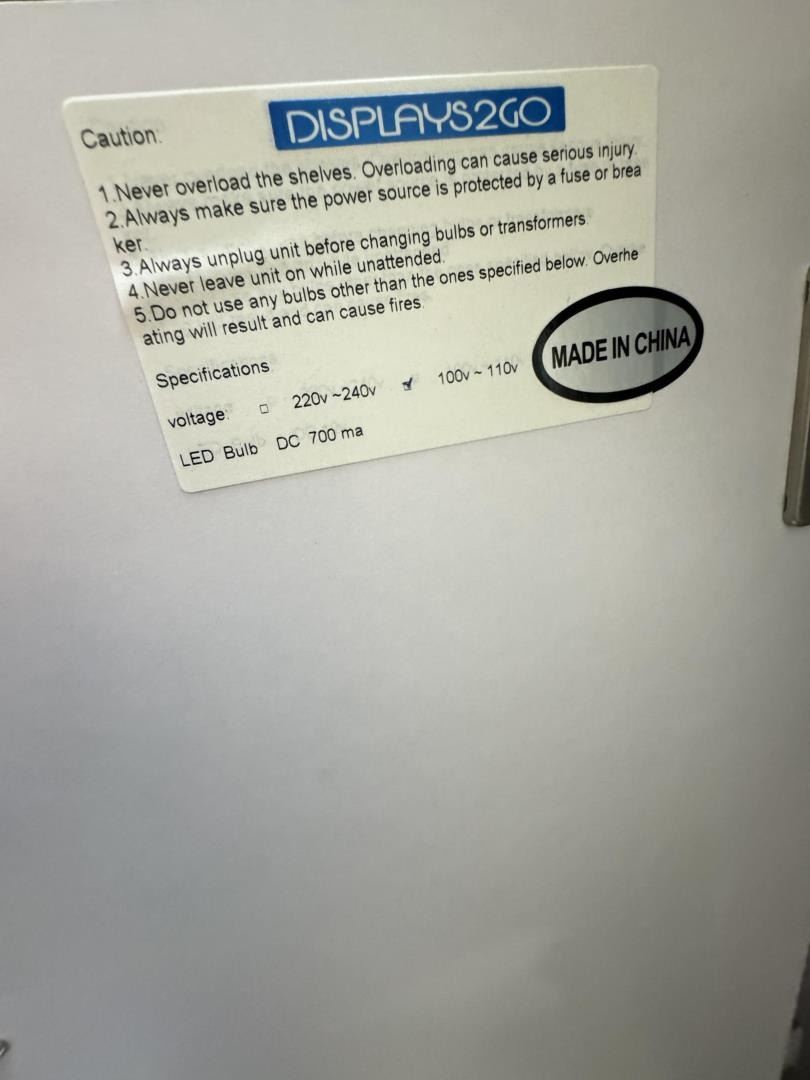 Caution:
DISPLAYS2GO
1.Never overload the shelves. Overloading can cause serious injury.
2.Always make sure the power source is protected by a fuse or brea
ker.
3.Always unplug unit before changing bulbs or transformers.
4.Never leave unit on while unattended.
5.Do not use any bulbs other than the ones specified below. Overhe
ating will result and can cause fires.
Specifications
voltage: □ 220v ~240v ☑ 100v ~ 110v
MADE IN CHINA
LED Bulb DC 700 ma